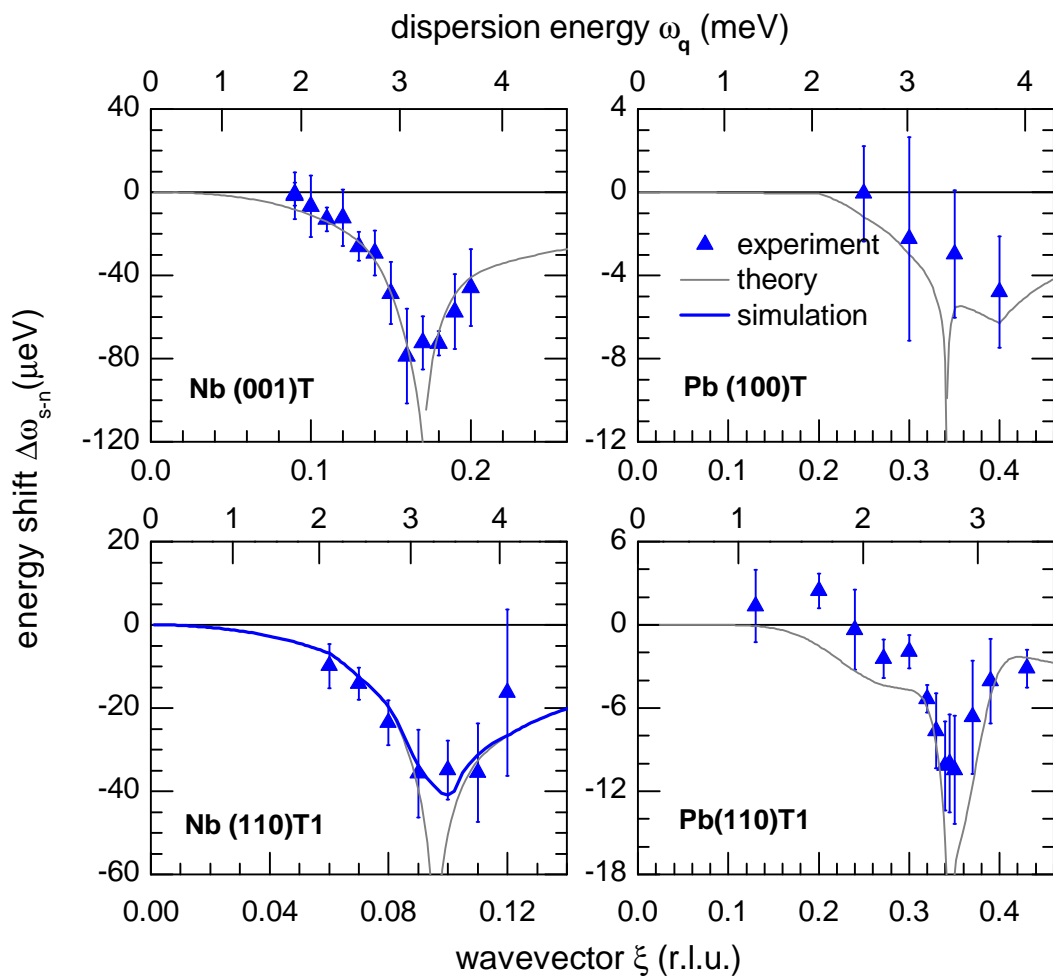 dispersion energy ω_q (meV)
0 1 2 3 4
0 1 2 3 4
40
0
-40
-80
-120
4
0
-4
-8
-12
experiment
theory
simulation
Nb (001)T
Pb (100)T
0.0 0.1 0.2
0.0 0.1 0.2 0.3 0.4
energy shift Δω_s-n (μeV)
0 1 2 3 4
0 1 2 3
20
0
-20
-40
-60
6
0
-6
-12
-18
Nb (110)T1
Pb(110)T1
0.00 0.04 0.08 0.12
0.0 0.1 0.2 0.3 0.4
wavevector ξ (r.l.u.)